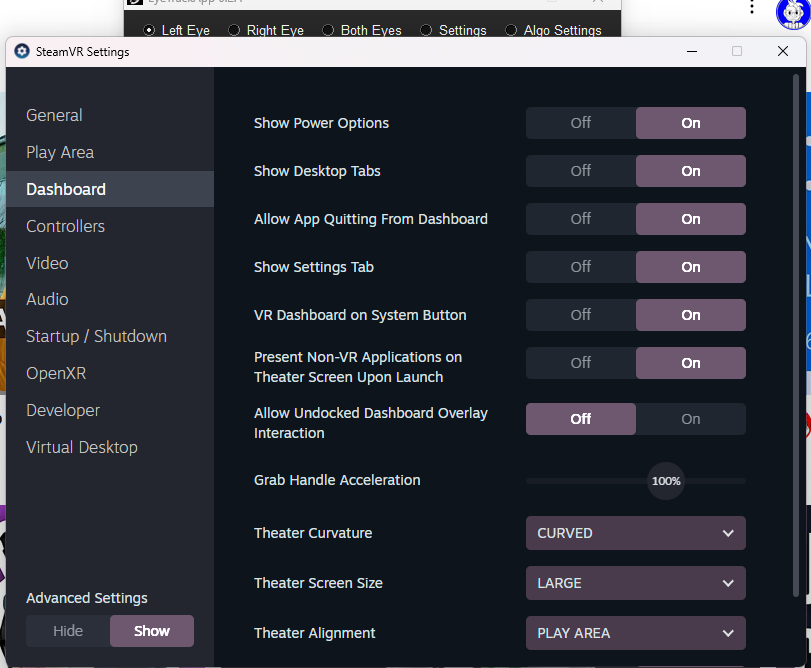 Left Eye Right Eye Both Eyes Settings Algo Settings
SteamVR Settings
General
Play Area
Dashboard
Controllers
Video
Audio
Startup / Shutdown
OpenXR
Developer
Virtual Desktop
Advanced Settings
Hide Show
Show Power Options Off On
Show Desktop Tabs Off On
Allow App Quitting From Dashboard Off On
Show Settings Tab Off On
VR Dashboard on System Button Off On
Present Non-VR Applications on
Theater Screen Upon Launch Off On
Allow Undocked Dashboard Overlay
Interaction Off On
Grab Handle Acceleration 100%
Theater Curvature CURVED
Theater Screen Size LARGE
Theater Alignment PLAY AREA